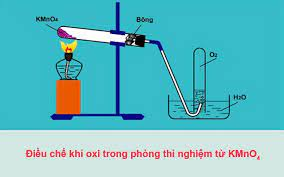 KMnO₄
Bông
O₂
H₂O
Điều chế khí oxi trong phòng thí nghiệm từ KMnO₄